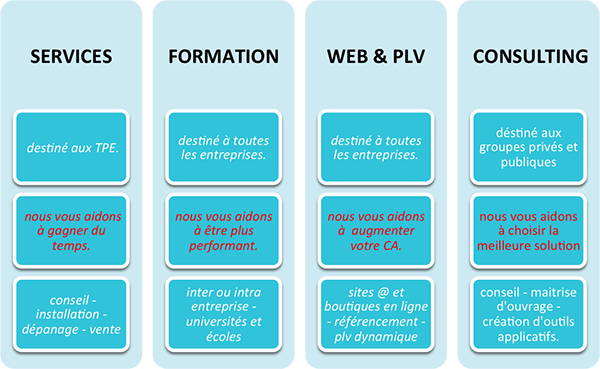 SERVICES
destiné aux TPE.
nous vous aidons
à gagner du
temps.
conseil -
installation -
dépanage - vente
FORMATION
destiné à toutes
les entreprises.
nous vous aidons
à être plus
performant.
inter ou intra
entreprise -
universités et
écoles
WEB & PLV
destiné à toutes
les entreprises.
nous vous aidons
à augmenter
votre CA.
sites @ et
boutiques en ligne
- référencement -
plv dynamique
CONSULTING
déstiné aux
groupes privés et
publiques
nous vous aidons
à choisir la
meilleure solution
conseil - maitrise
d'ouvrage -
création d'outils
applicatifs.